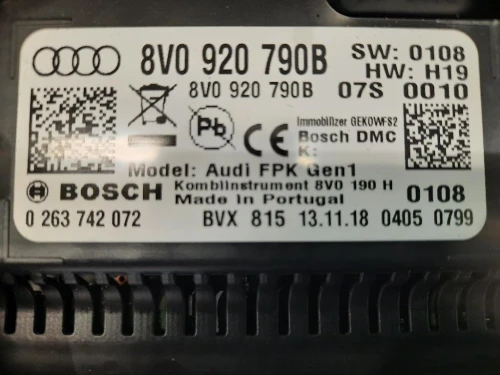 8V0 920 790B SW: 0108
HW: H19
8V0 920 790B 07S 0010
Immobilizer GEKOWFS2
Pb CE Bosch DMC
K:
Model: Audi FPK Gen1
BOSCH Kombiinstrument 8V0 190 H 0108
Made in Portugal
0 263 742 072 BVX 815 13.11.18 0405 0799